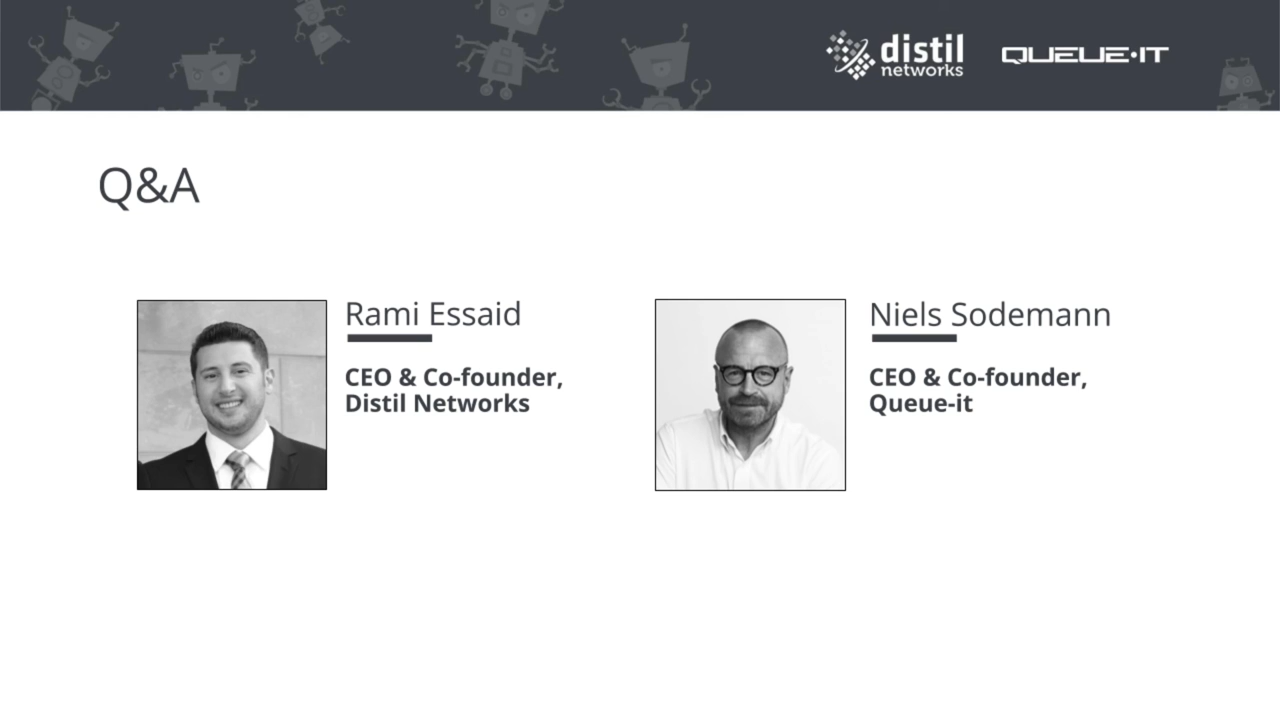 distil
networks
QUEUE·IT
Q&A
Rami Essaid
CEO & Co-founder,
Distil Networks
Niels Sodemann
CEO & Co-founder,
Queue-it